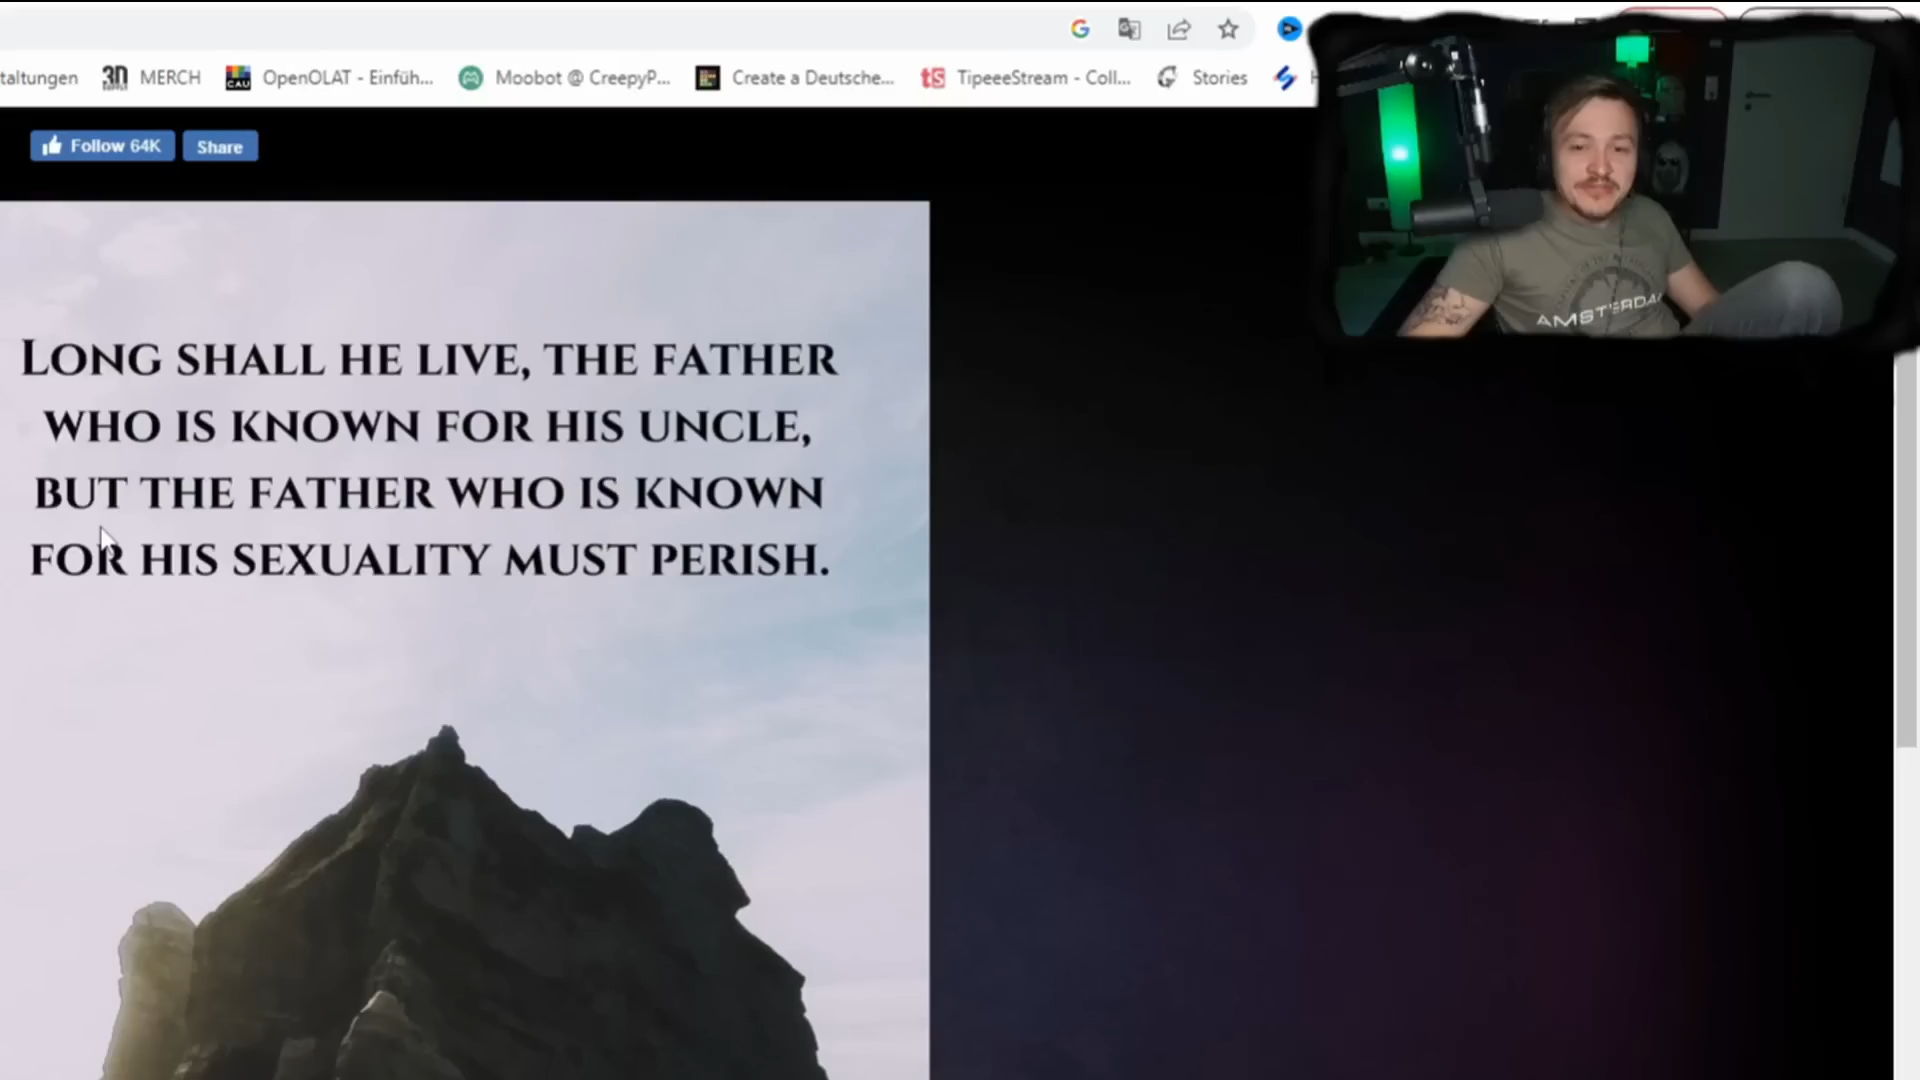 taltungen MERCH OpenOLAT - Einfüh... Moobot @ CreepyP... Create a Deutsche... TipeeeStream - Coll... Stories
Follow 64K Share
LONG SHALL HE LIVE, THE FATHER
WHO IS KNOWN FOR HIS UNCLE,
BUT THE FATHER WHO IS KNOWN
FOR HIS SEXUALITY MUST PERISH.
AMSTERDA